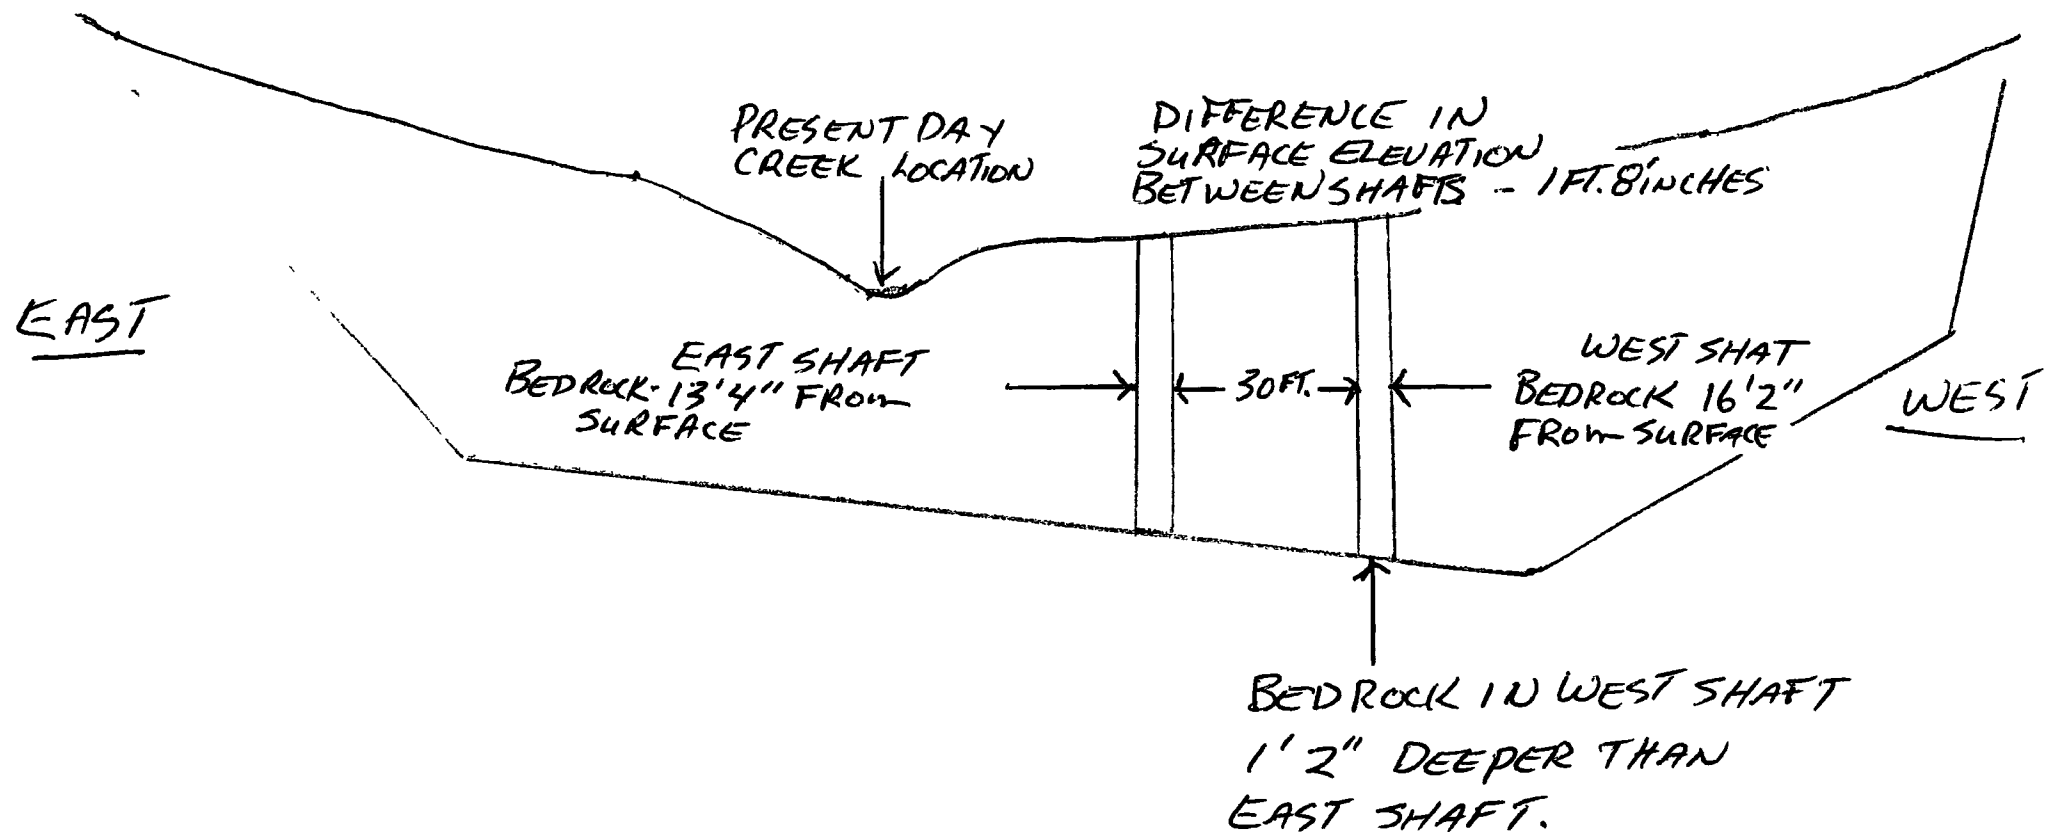 PRESENT DAY
CREEK LOCATION
DIFFERENCE IN
SURFACE ELEVATION
BETWEEN SHAFTS - 1 FT. 8 INCHES
EAST
EAST SHAFT
BEDROCK- 13'4" FROM
SURFACE
30 FT.
WEST SHAT
BEDROCK 16'2"
FROM SURFACE
WEST
BEDROCK IN WEST SHAFT
1' 2" DEEPER THAN
EAST SHAFT.